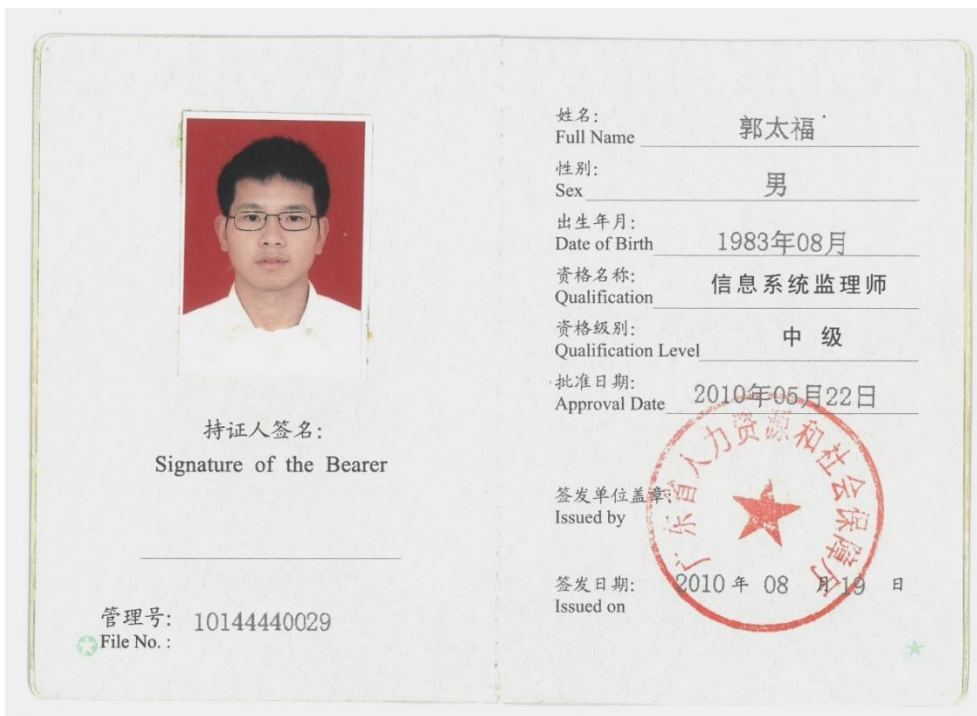 持证人签名:
Signature of the Bearer
管理号: 10144440029
File No. :
姓名:
Full Name 郭太福
性别:
Sex 男
出生年月:
Date of Birth 1983年08月
资格名称:
Qualification 信息系统监理师
资格级别:
Qualification Level 中级
批准日期:
Approval Date 2010年05月22日
广东省人力资源和社会保障厅
签发单位盖章:
Issued by
签发日期: 2010 年 08 月 19 日
Issued on